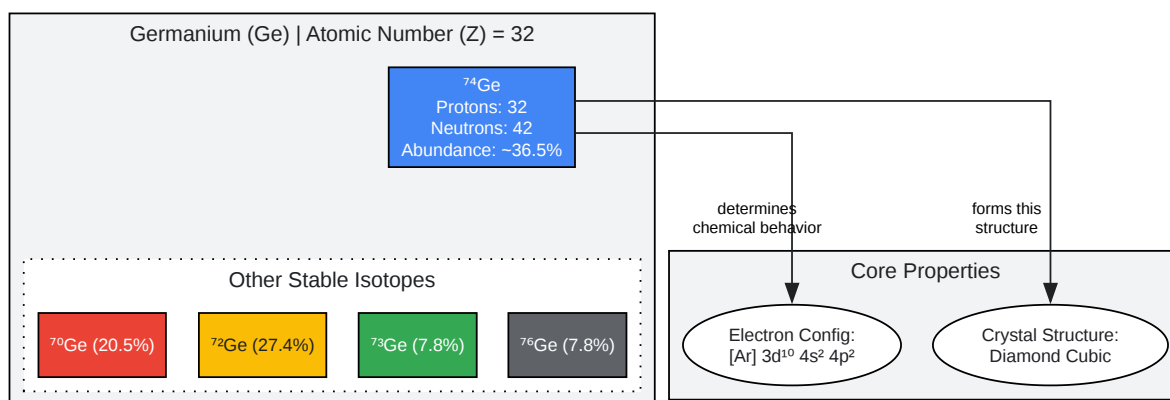 Germanium (Ge) | Atomic Number (Z) = 32
⁷⁴Ge
Protons: 32
Neutrons: 42
Abundance: ~36.5%
determines
chemical behavior
forms this
structure
Other Stable Isotopes
⁷⁰Ge (20.5%)
⁷²Ge (27.4%)
⁷³Ge (7.8%)
⁷⁶Ge (7.8%)
Core Properties
Electron Config:
[Ar] 3d¹⁰ 4s² 4p²
Crystal Structure:
Diamond Cubic